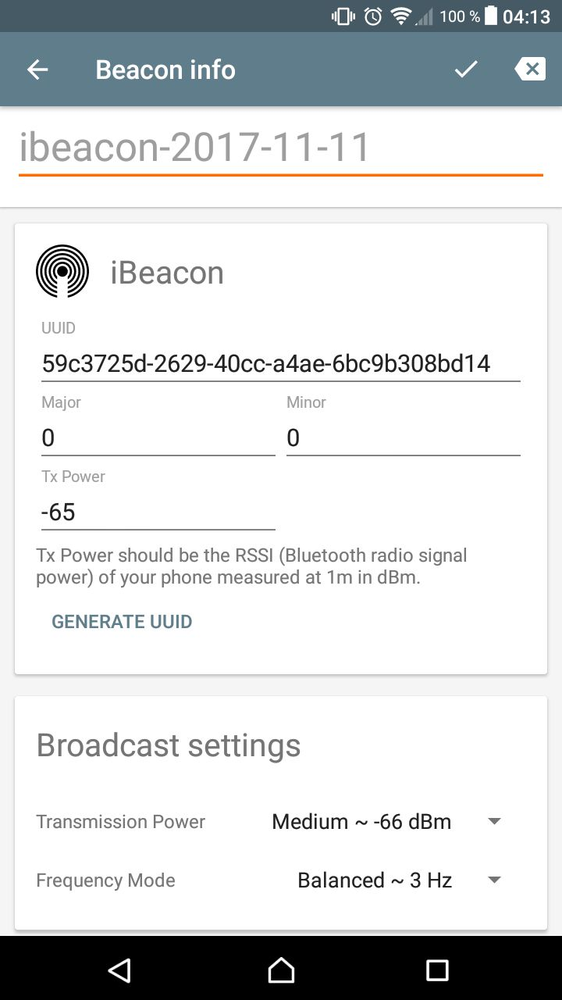 100 % 04:13
Beacon info
ibeacon-2017-11-11
iBeacon
UUID
59c3725d-2629-40cc-a4ae-6bc9b308bd14
Major Minor
0 0
Tx Power
-65
Tx Power should be the RSSI (Bluetooth radio signal
power) of your phone measured at 1m in dBm.
GENERATE UUID
Broadcast settings
Transmission Power Medium ~ -66 dBm
Frequency Mode Balanced ~ 3 Hz